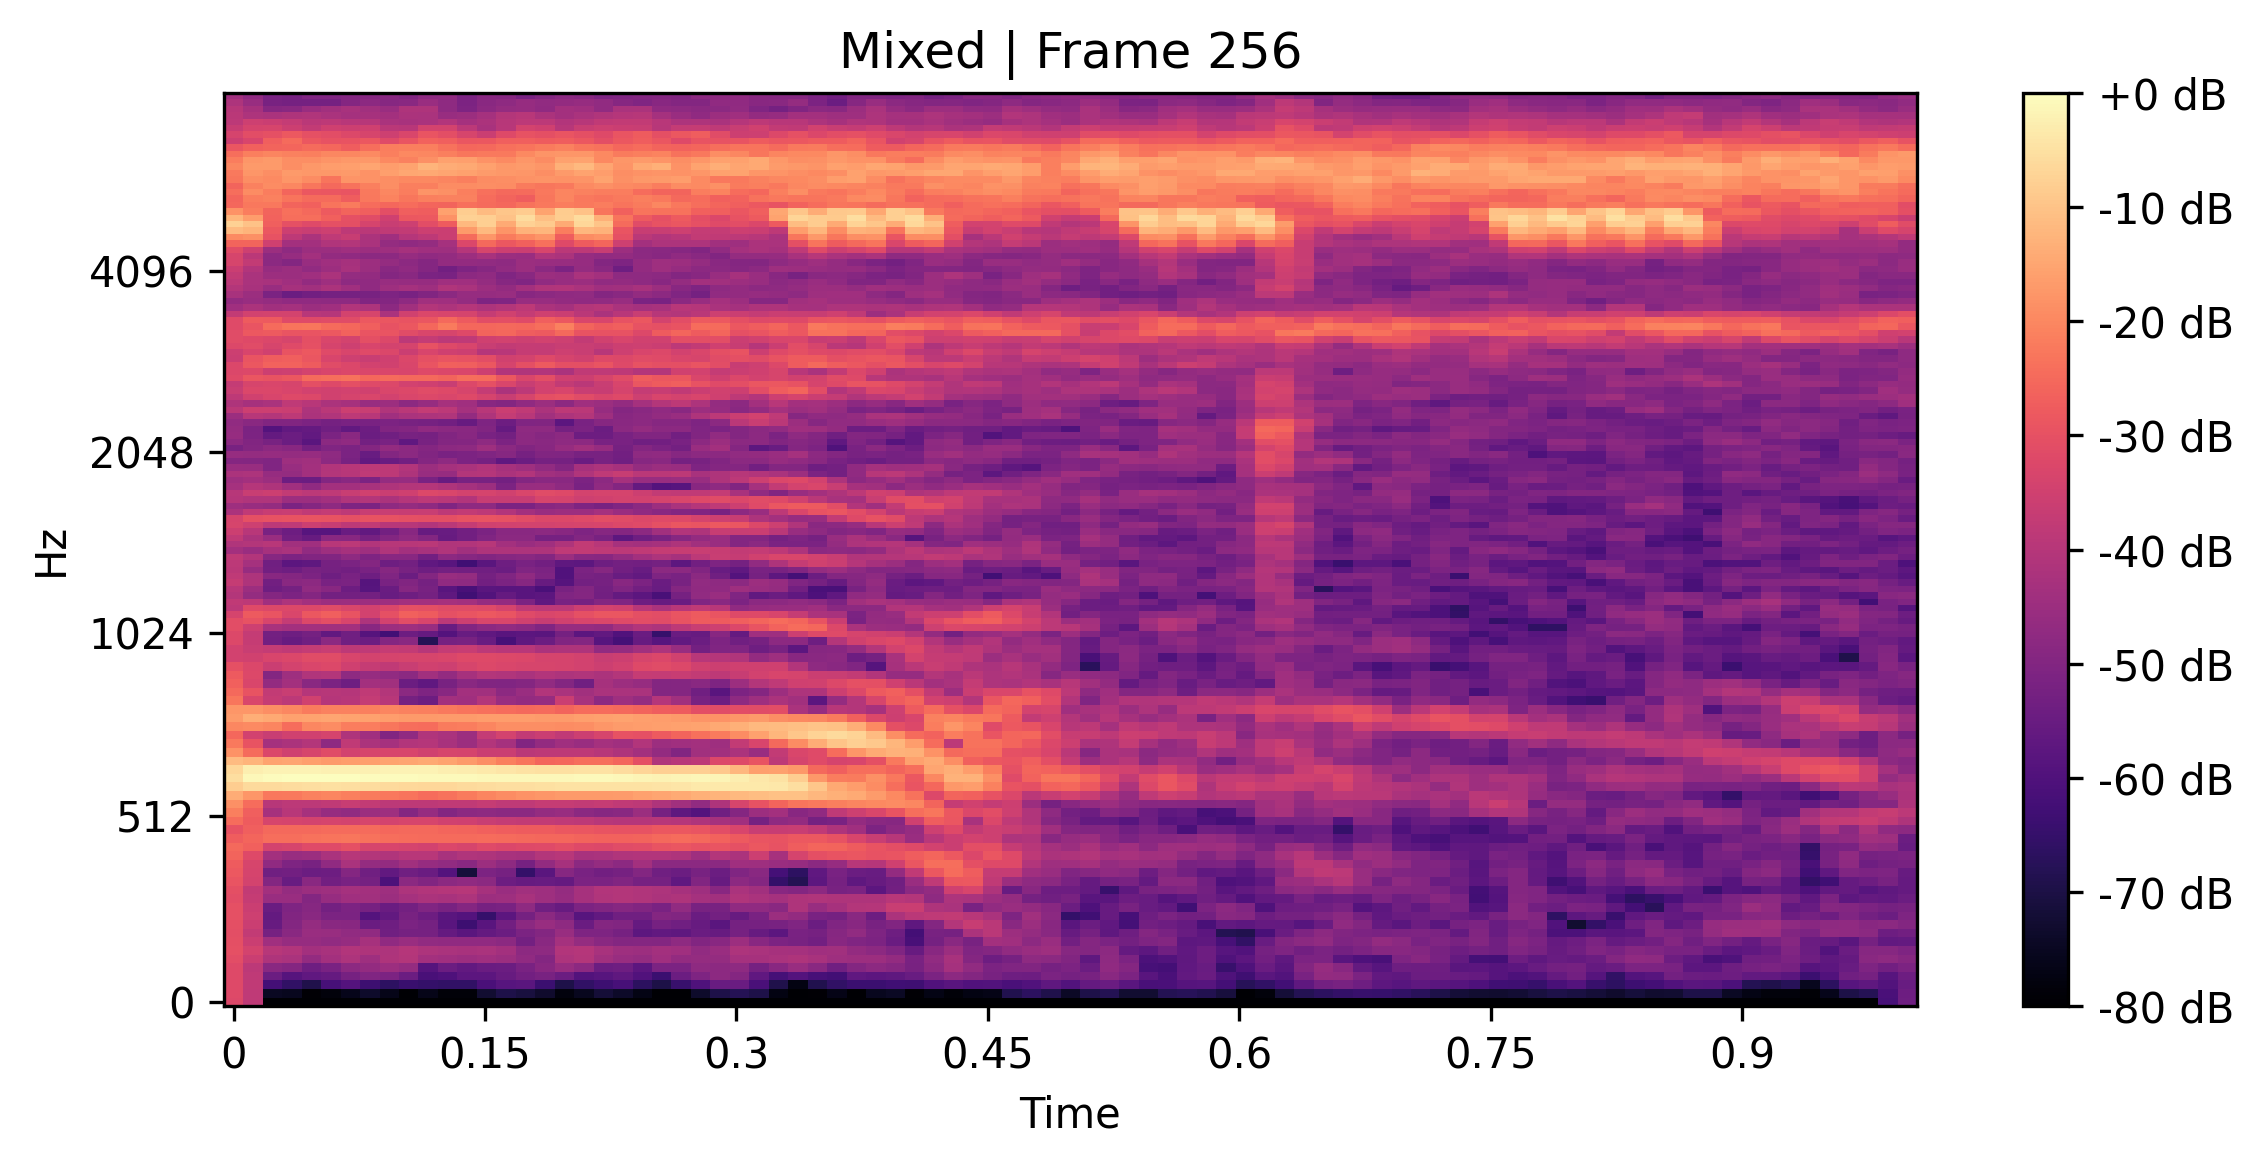 Mixed | Frame 256
Hz
4096
2048
1024
512
0
0 0.15 0.3 0.45 0.6 0.75 0.9
Time
+0 dB
-10 dB
-20 dB
-30 dB
-40 dB
-50 dB
-60 dB
-70 dB
-80 dB